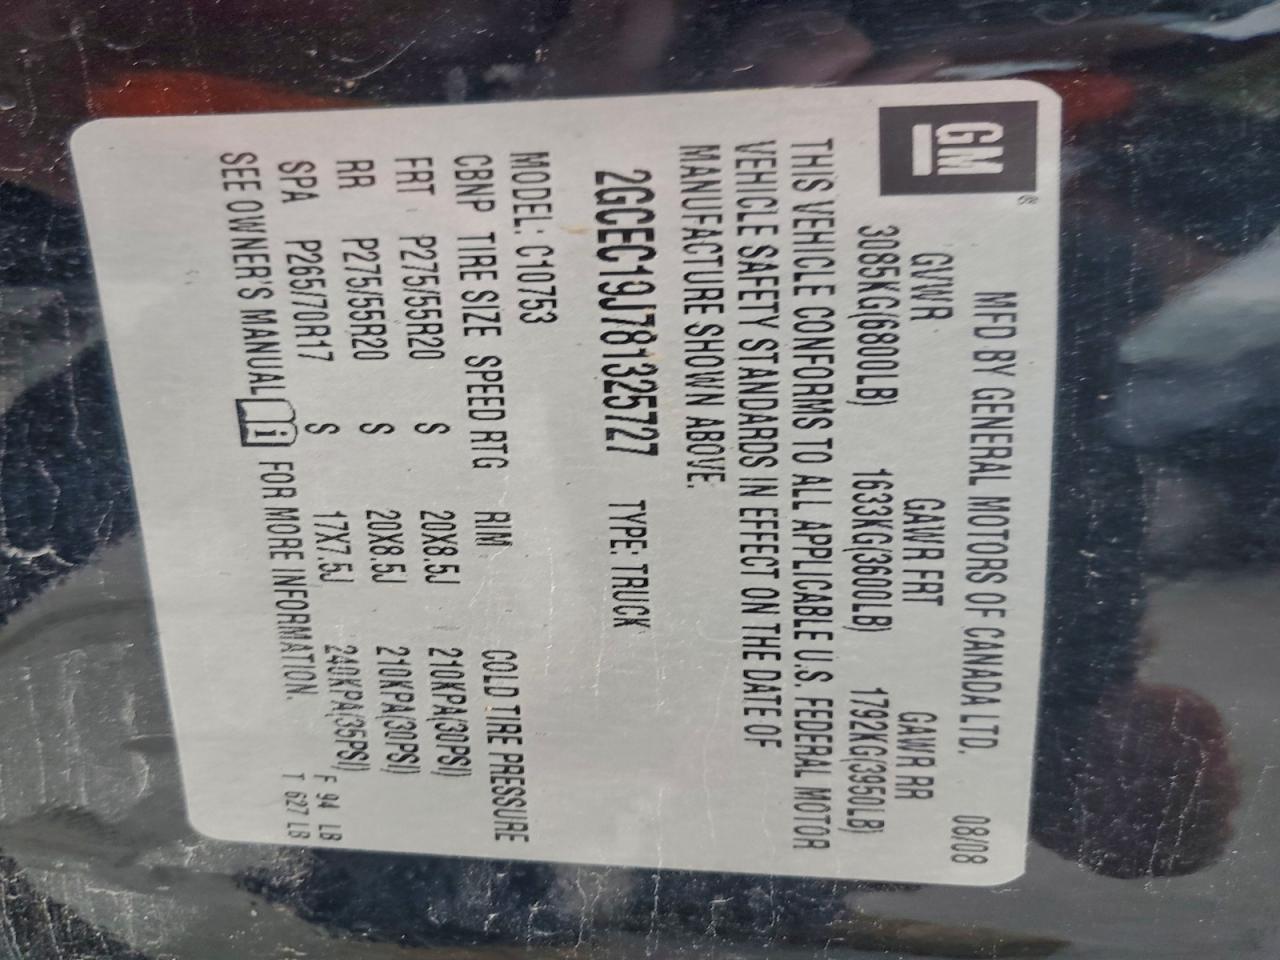 GM®
MFD BY GENERAL MOTORS OF CANADA LTD. 08/08
GVWR GAWR FRT GAWR RR
3085KG(6800LB) 1633KG(3600LB) 1792KG(3950LB)
THIS VEHICLE CONFORMS TO ALL APPLICABLE U.S. FEDERAL MOTOR
VEHICLE SAFETY STANDARDS IN EFFECT ON THE DATE OF
MANUFACTURE SHOWN ABOVE.
2GCEC19J781325727 TYPE: TRUCK
MODEL: C10753
CBNP TIRE SIZE SPEED RTG RIM COLD TIRE PRESSURE
FRT P275/55R20 S 20X8.5J 210KPA(30PSI)
RR P275/55R20 S 20X8.5J 210KPA(30PSI)
SPA P265/70R17 S 17X7.5J 240KPA(35PSI)
F 94 LB
SEE OWNER'S MANUAL i FOR MORE INFORMATION.
T 627 LB